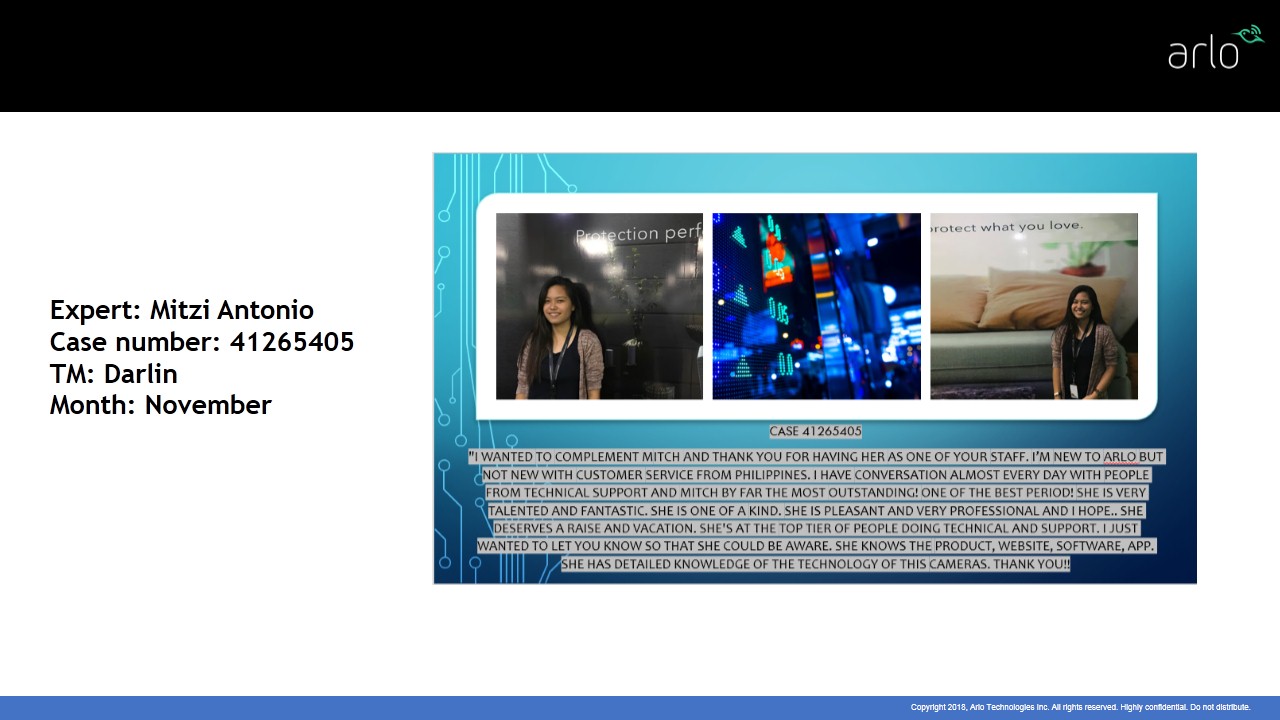 arlo
Expert: Mitzi Antonio
Case number: 41265405
TM: Darlin
Month: November
Protection perf
protect what you love.
CASE 41265405
"I WANTED TO COMPLEMENT MITCH AND THANK YOU FOR HAVING HER AS ONE OF YOUR STAFF. I'M NEW TO ARLO BUT
NOT NEW WITH CUSTOMER SERVICE FROM PHILIPPINES. I HAVE CONVERSATION ALMOST EVERY DAY WITH PEOPLE
FROM TECHNICAL SUPPORT AND MITCH BY FAR THE MOST OUTSTANDING! ONE OF THE BEST PERIOD! SHE IS VERY
TALENTED AND FANTASTIC. SHE IS ONE OF A KIND. SHE IS PLEASANT AND VERY PROFESSIONAL AND I HOPE.. SHE
DESERVES A RAISE AND VACATION. SHE'S AT THE TOP TIER OF PEOPLE DOING TECHNICAL AND SUPPORT. I JUST
WANTED TO LET YOU KNOW SO THAT SHE COULD BE AWARE. SHE KNOWS THE PRODUCT, WEBSITE, SOFTWARE, APP.
SHE HAS DETAILED KNOWLEDGE OF THE TECHNOLOGY OF THIS CAMERAS. THANK YOU!!
Copyright 2018, Arlo Technologies Inc. All rights reserved. Highly confidential. Do not distribute.